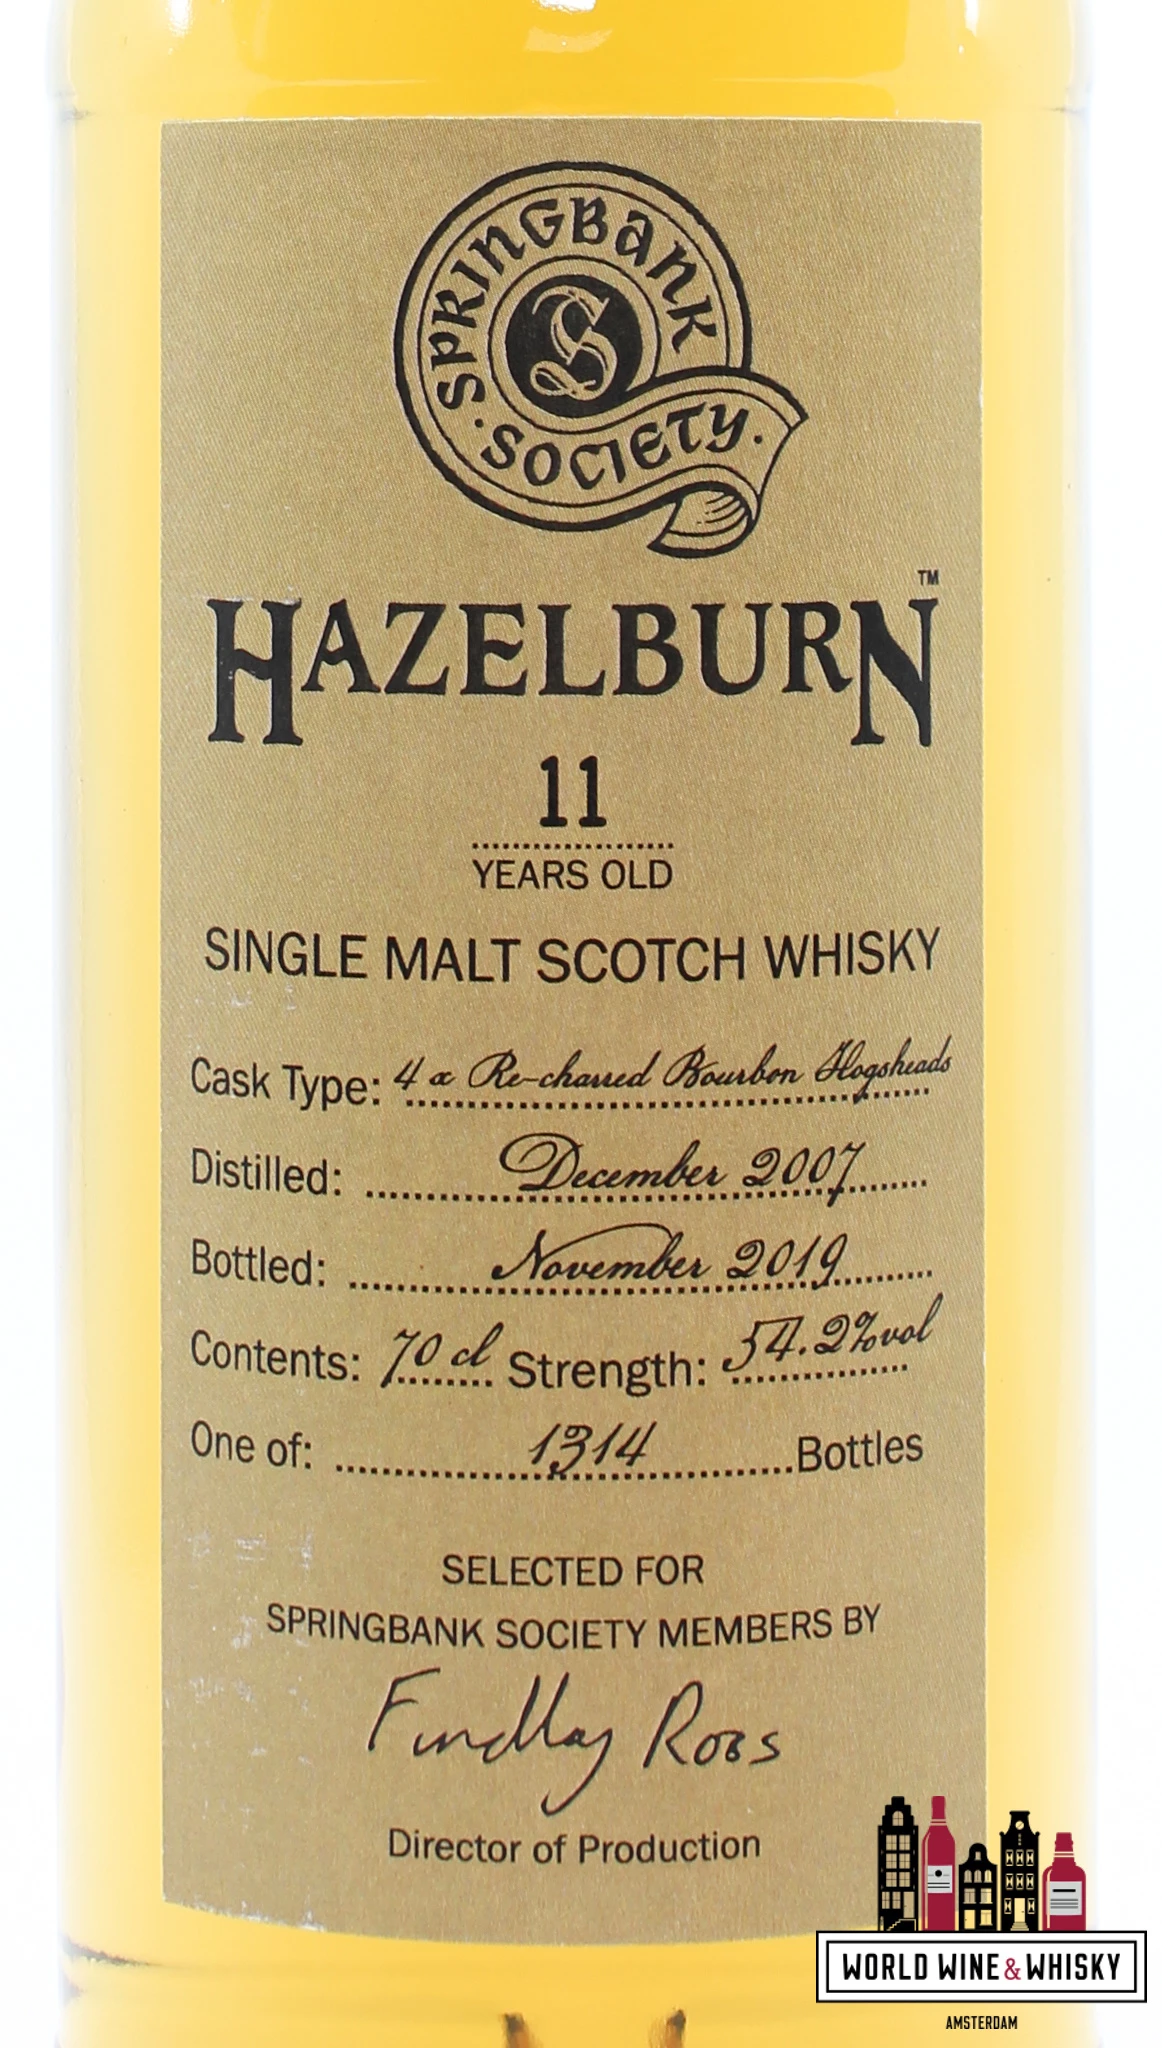 SPRINGBANK
S
· SOCIETY ·
HAZELBURN™
11
YEARS OLD
SINGLE MALT SCOTCH WHISKY
Cask Type: 4 x Re-charred Bourbon Hogsheads
Distilled: December 2007
Bottled: November 2019
Contents: 70 cl Strength: 54.2%vol
One of: 1314 Bottles
SELECTED FOR
SPRINGBANK SOCIETY MEMBERS BY
Findlay Ross
Director of Production
WORLD WINE & WHISKY
AMSTERDAM